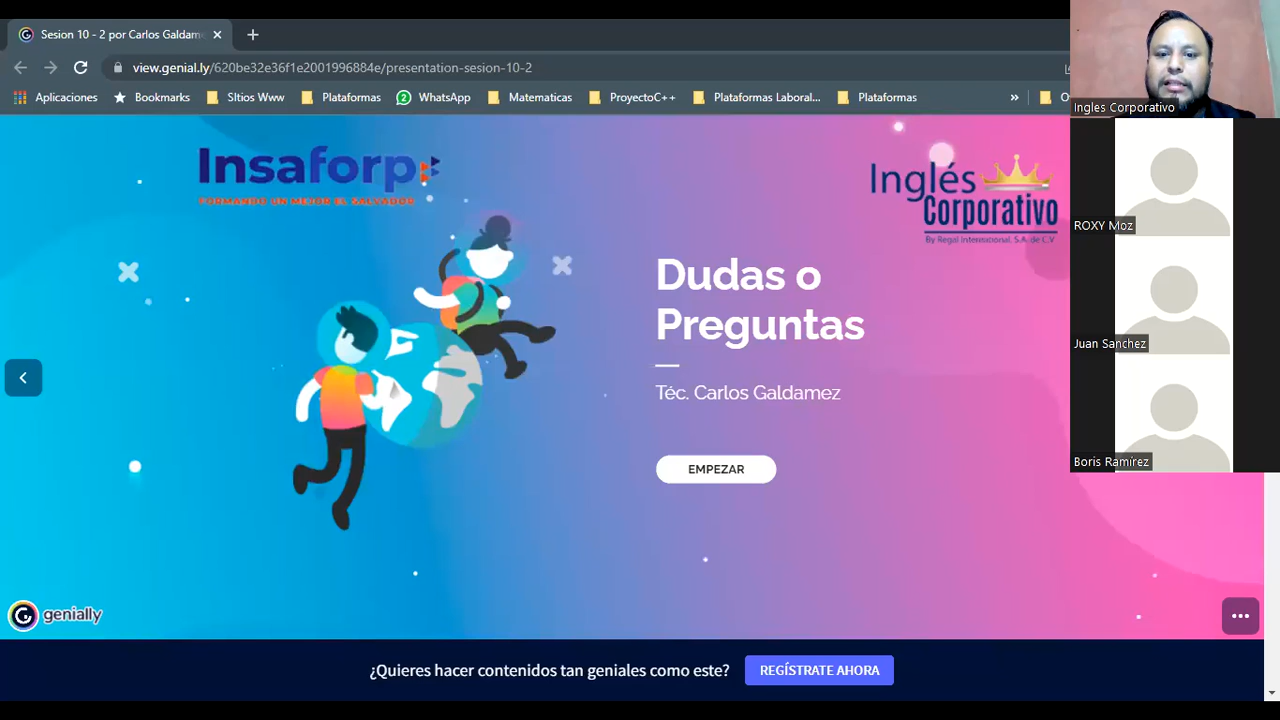 Sesion 10 - 2 por Carlos Galdam
view.genial.ly/620be32e36f1e2001996884e/presentation-sesion-10-2
Aplicaciones Bookmarks SItios Www Plataformas WhatsApp Matematicas ProyectoC++ Plataformas Laboral... Plataformas
Insaforp
FORMANDO UN MEJOR EL SALVADOR
Inglés
Corporativo
By Regal International, S.A. de C.V
Dudas o
Preguntas
Téc. Carlos Galdamez
EMPEZAR
genially
¿Quieres hacer contenidos tan geniales como este? REGÍSTRATE AHORA
Ingles Corporativo
ROXY Moz
Juan Sanchez
Boris Ramírez